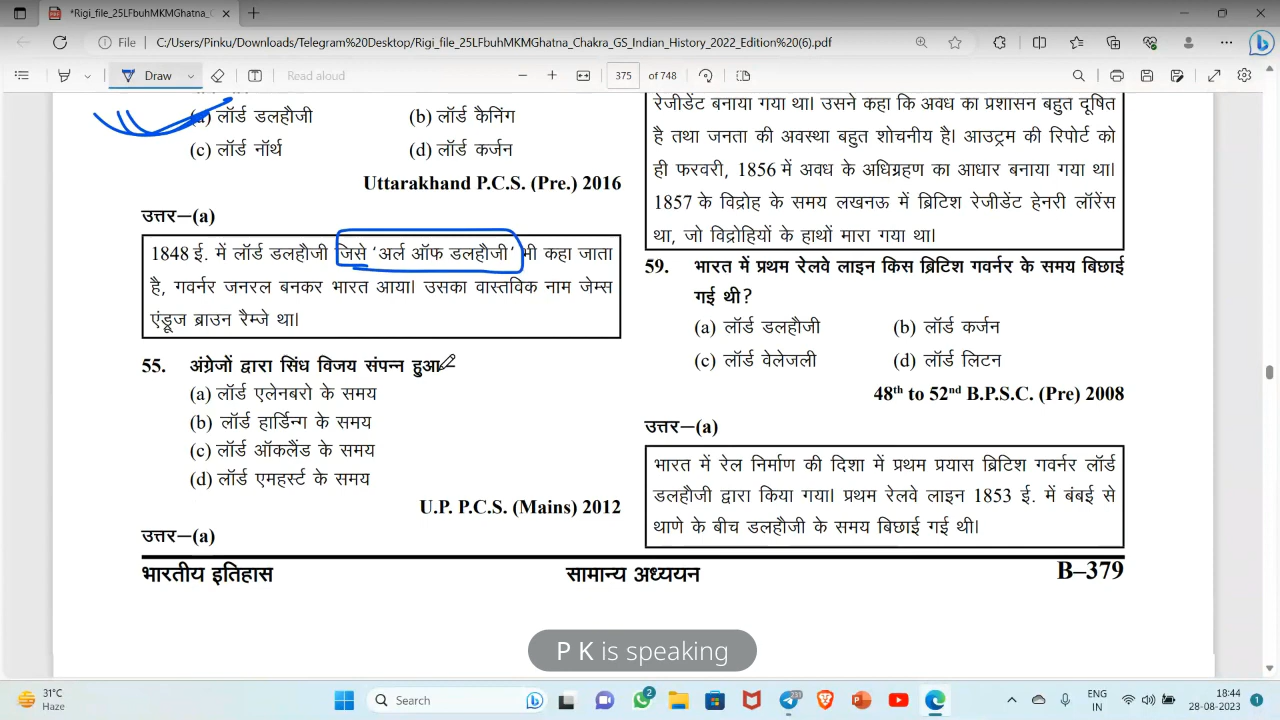 *Rigi_file_25LFbuhMKMGhatna_C
File
C:/Users/Pinku/Downloads/Telegram%20Desktop/Rigi_file_25LFbuhMKMGhatna_Chakra_GS_Indian_History_2022_Edition%20(6).pdf
Draw
Read aloud
375 of 748
(a) लॉर्ड डलहौजी (b) लॉर्ड कैनिंग
(c) लॉर्ड नॉर्थ (d) लॉर्ड कर्जन
Uttarakhand P.C.S. (Pre.) 2016
उत्तर—(a)
1848 ई. में लॉर्ड डलहौजी जिसे 'अर्ल ऑफ डलहौजी' भी कहा जाता
है, गवर्नर जनरल बनकर भारत आया। उसका वास्तविक नाम जेम्स
एंड्रूज ब्राउन रैम्जे था।
55. अंग्रेजों द्वारा सिंध विजय संपन्न हुआ
(a) लॉर्ड एलेनबरो के समय
(b) लॉर्ड हार्डिन्ग के समय
(c) लॉर्ड ऑकलैंड के समय
(d) लॉर्ड एमहर्स्ट के समय
U.P. P.C.S. (Mains) 2012
उत्तर—(a)
रेजीडेंट बनाया गया था। उसने कहा कि अवध का प्रशासन बहुत दूषित
है तथा जनता की अवस्था बहुत शोचनीय है। आउट्रम की रिपोर्ट को
ही फरवरी, 1856 में अवध के अधिग्रहण का आधार बनाया गया था।
1857 के विद्रोह के समय लखनऊ में ब्रिटिश रेजीडेंट हेनरी लॉरेंस
था, जो विद्रोहियों के हाथों मारा गया था।
59. भारत में प्रथम रेलवे लाइन किस ब्रिटिश गवर्नर के समय बिछाई
गई थी?
(a) लॉर्ड डलहौजी (b) लॉर्ड कर्जन
(c) लॉर्ड वेलेजली (d) लॉर्ड लिटन
48th to 52nd B.P.S.C. (Pre) 2008
उत्तर—(a)
भारत में रेल निर्माण की दिशा में प्रथम प्रयास ब्रिटिश गवर्नर लॉर्ड
डलहौजी द्वारा किया गया। प्रथम रेलवे लाइन 1853 ई. में बंबई से
थाणे के बीच डलहौजी के समय बिछाई गई थी।
भारतीय इतिहास सामान्य अध्ययन B–379
P K is speaking
31°C
Haze
Search
2
231
ENG
IN
18:44
28-08-2023
1